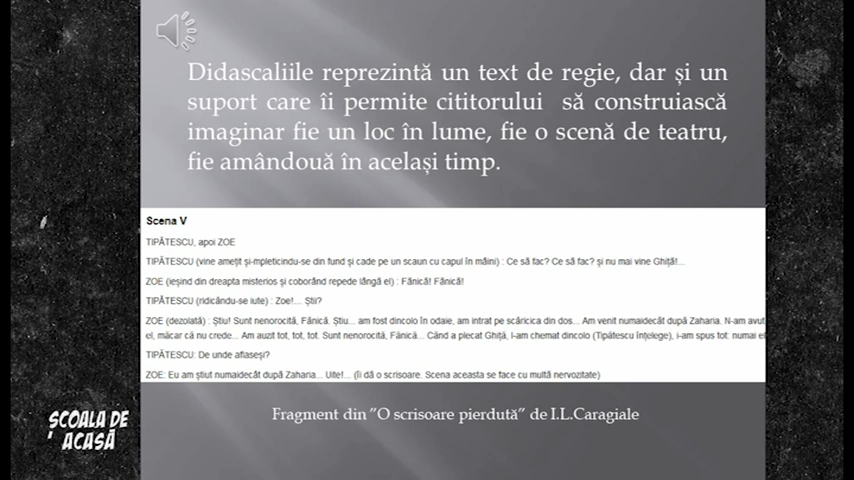 Didascaliile reprezintă un text de regie, dar și un
suport care îi permite cititorului să construiască
imaginar fie un loc în lume, fie o scenă de teatru,
fie amândouă în același timp.
Scena V
TIPĂTESCU, apoi ZOE
TIPĂTESCU (vine amețit și-mpleticindu-se din fund și cade pe un scaun cu capul în mâini) : Ce să fac? Ce să fac? și nu mai vine Ghiță!...
ZOE (ieșind din dreapta misterios și coborând repede lângă el) : Fănică! Fănică!
TIPĂTESCU (ridicându-se iute) : Zoe!... Știi?
ZOE (dezolată) : Știu! Sunt nenorocită, Fănică. Știu... am fost dincolo în odaie, am intrat pe scăricica din dos... Am venit numaidecât după Zaharia. N-am avut
el, măcar că nu crede... Am auzit tot, tot, tot. Sunt nenorocită, Fănică... Când a plecat Ghiță, l-am chemat dincolo (Tipătescu înțelege), i-am spus tot: numai el
TIPĂTESCU: De unde aflaseși?
ZOE: Eu am știut numaidecât după Zaharia... Uite!... (îi dă o scrisoare. Scena aceasta se face cu multă nervozitate)
Fragment din ”O scrisoare pierdută” de I.L.Caragiale
ȘCOALA DE
ACASĂ